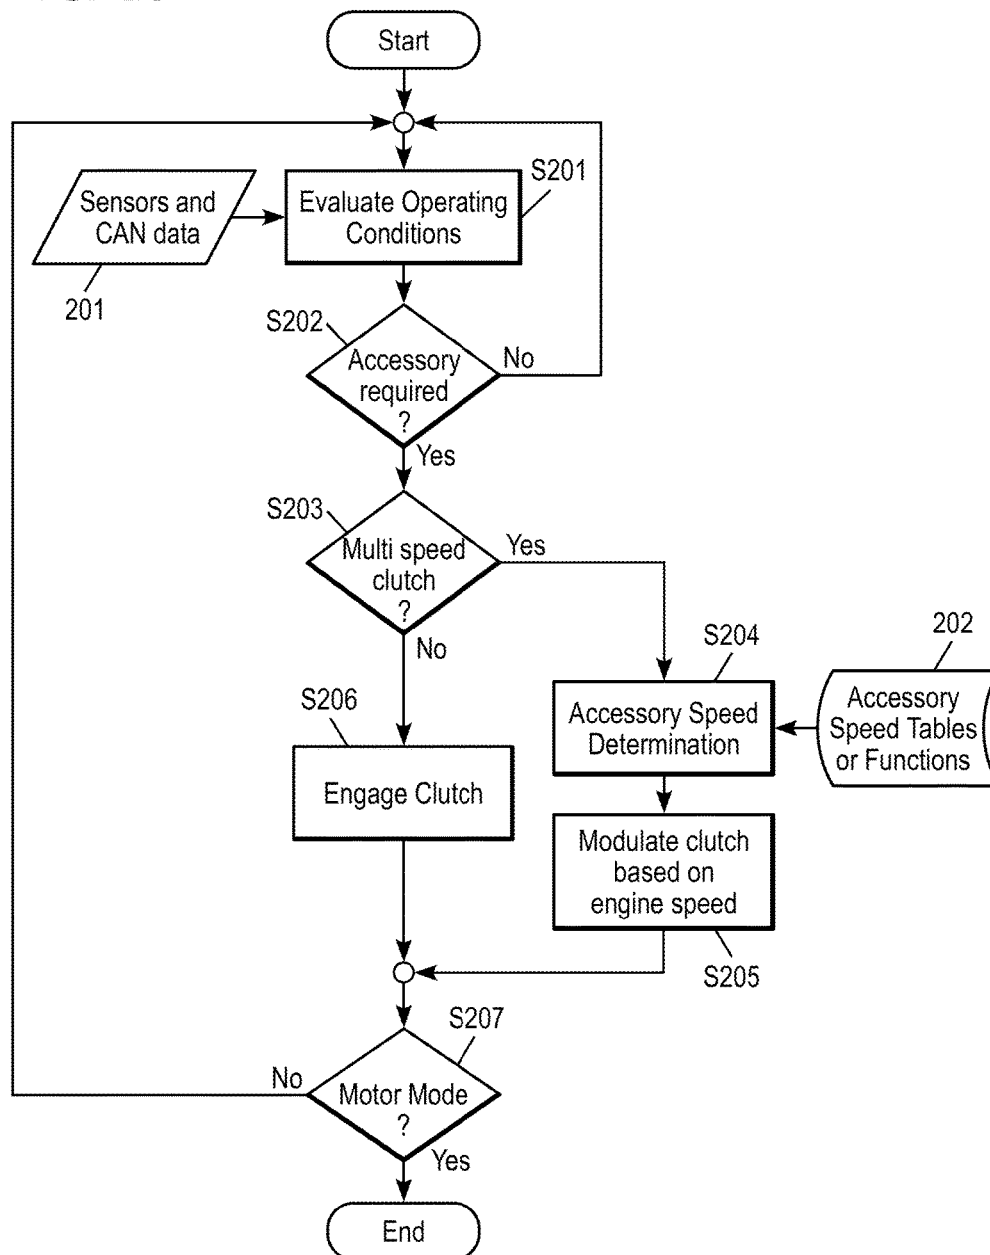 Start
S201
Sensors and
CAN data
Evaluate Operating
Conditions
201
S202
Accessory
required
?
No
Yes
S203
Multi speed
clutch
?
Yes
No
S204
202
S206
Accessory Speed
Determination
Accessory
Speed Tables
or Functions
Engage Clutch
Modulate clutch
based on
engine speed
S205
S207
No
Motor Mode
?
Yes
End